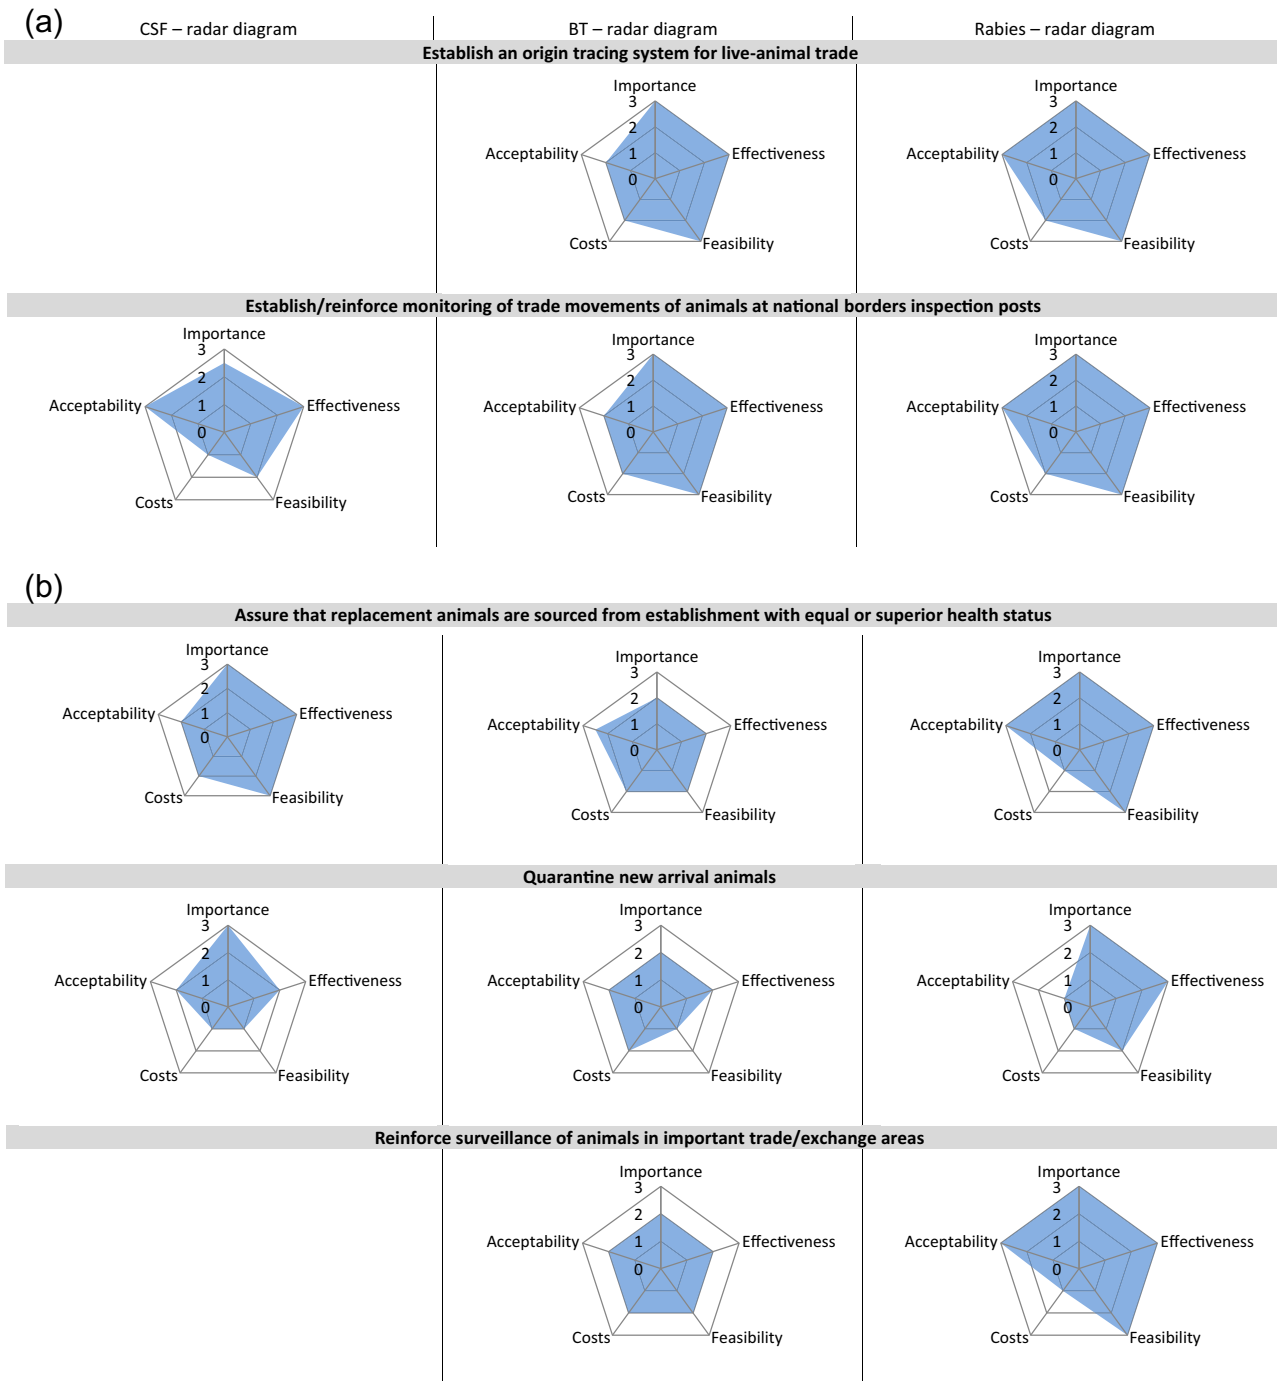 (a)
CSF – radar diagram
BT – radar diagram
Rabies – radar diagram
Establish an origin tracing system for live-animal trade
Importance
3
2
1
0
Acceptability
Effectiveness
Costs
Feasibility
Importance
3
2
1
0
Acceptability
Effectiveness
Costs
Feasibility
Establish/reinforce monitoring of trade movements of animals at national borders inspection posts
Importance
3
2
1
0
Acceptability
Effectiveness
Costs
Feasibility
Importance
3
2
1
0
Acceptability
Effectiveness
Costs
Feasibility
Importance
3
2
1
0
Acceptability
Effectiveness
Costs
Feasibility
(b)
Assure that replacement animals are sourced from establishment with equal or superior health status
Importance
3
2
1
0
Acceptability
Effectiveness
Costs
Feasibility
Importance
3
2
1
0
Acceptability
Effectiveness
Costs
Feasibility
Importance
3
2
1
0
Acceptability
Effectiveness
Costs
Feasibility
Quarantine new arrival animals
Importance
3
2
1
0
Acceptability
Effectiveness
Costs
Feasibility
Importance
3
2
1
0
Acceptability
Effectiveness
Costs
Feasibility
Importance
3
2
1
0
Acceptability
Effectiveness
Costs
Feasibility
Reinforce surveillance of animals in important trade/exchange areas
Importance
3
2
1
0
Acceptability
Effectiveness
Costs
Feasibility
Importance
3
2
1
0
Acceptability
Effectiveness
Costs
Feasibility